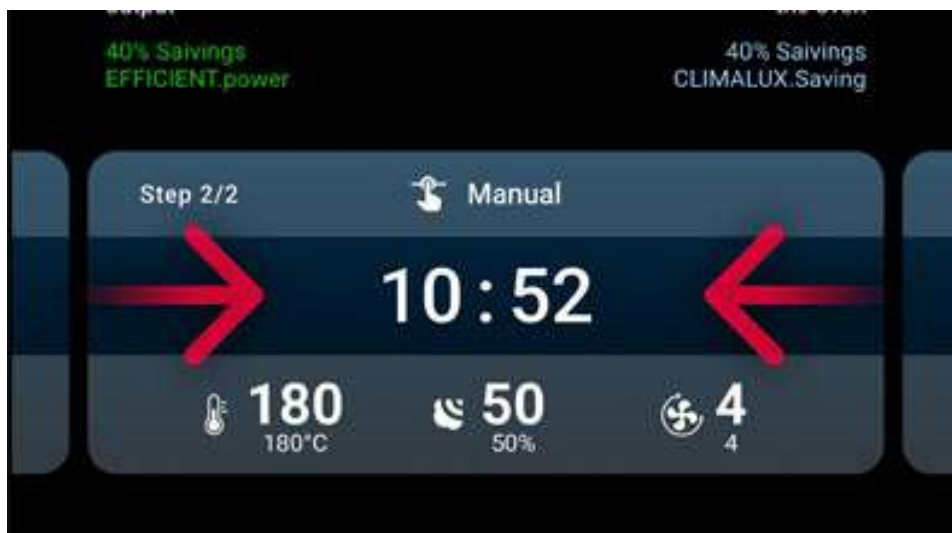 40% Saivings
EFFICIENT.power
40% Saivings
CLIMALUX.Saving
Step 2/2
Manual
10:52
180
50
4
180°C
50%
4